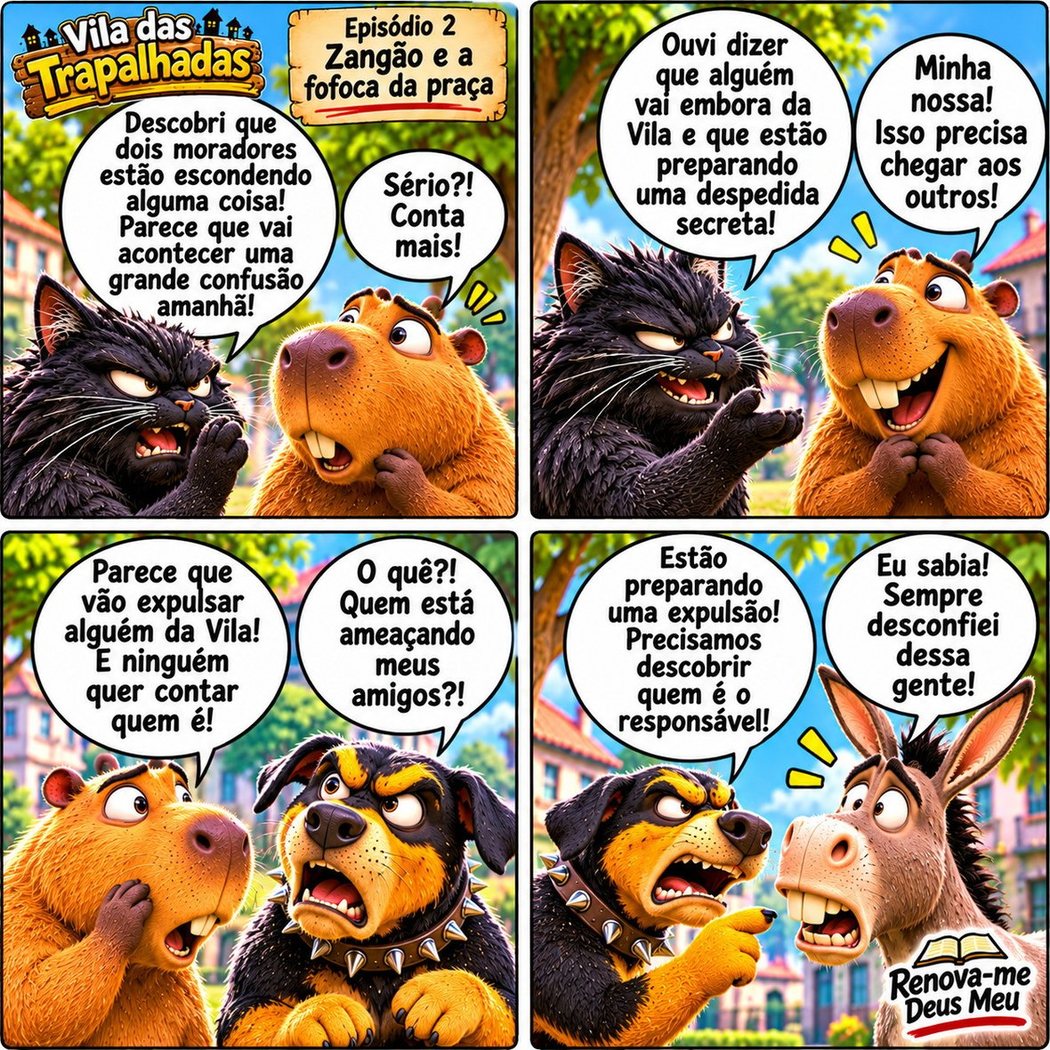 Vila das
Trapalhadas
Episódio 2
Zangão e a
fofoca da praça
Descobri que
dois moradores
estão escondendo
alguma coisa!
Parece que vai
acontecer uma
grande confusão
amanhã!
Sério?!
Conta
mais!
Ouvi dizer
que alguém
vai embora da
Vila e que estão
preparando
uma despedida
secreta!
Minha
nossa!
Isso precisa
chegar aos
outros!
Parece que
vão expulsar
alguém da Vila!
E ninguém
quer contar
quem é!
O quê?!
Quem está
ameaçando
meus
amigos?!
Estão
preparando
uma expulsão!
Precisamos
descobrir
quem é o
responsável!
Eu sabia!
Sempre
desconfiei
dessa
gente!
Renova-me
Deus Meu